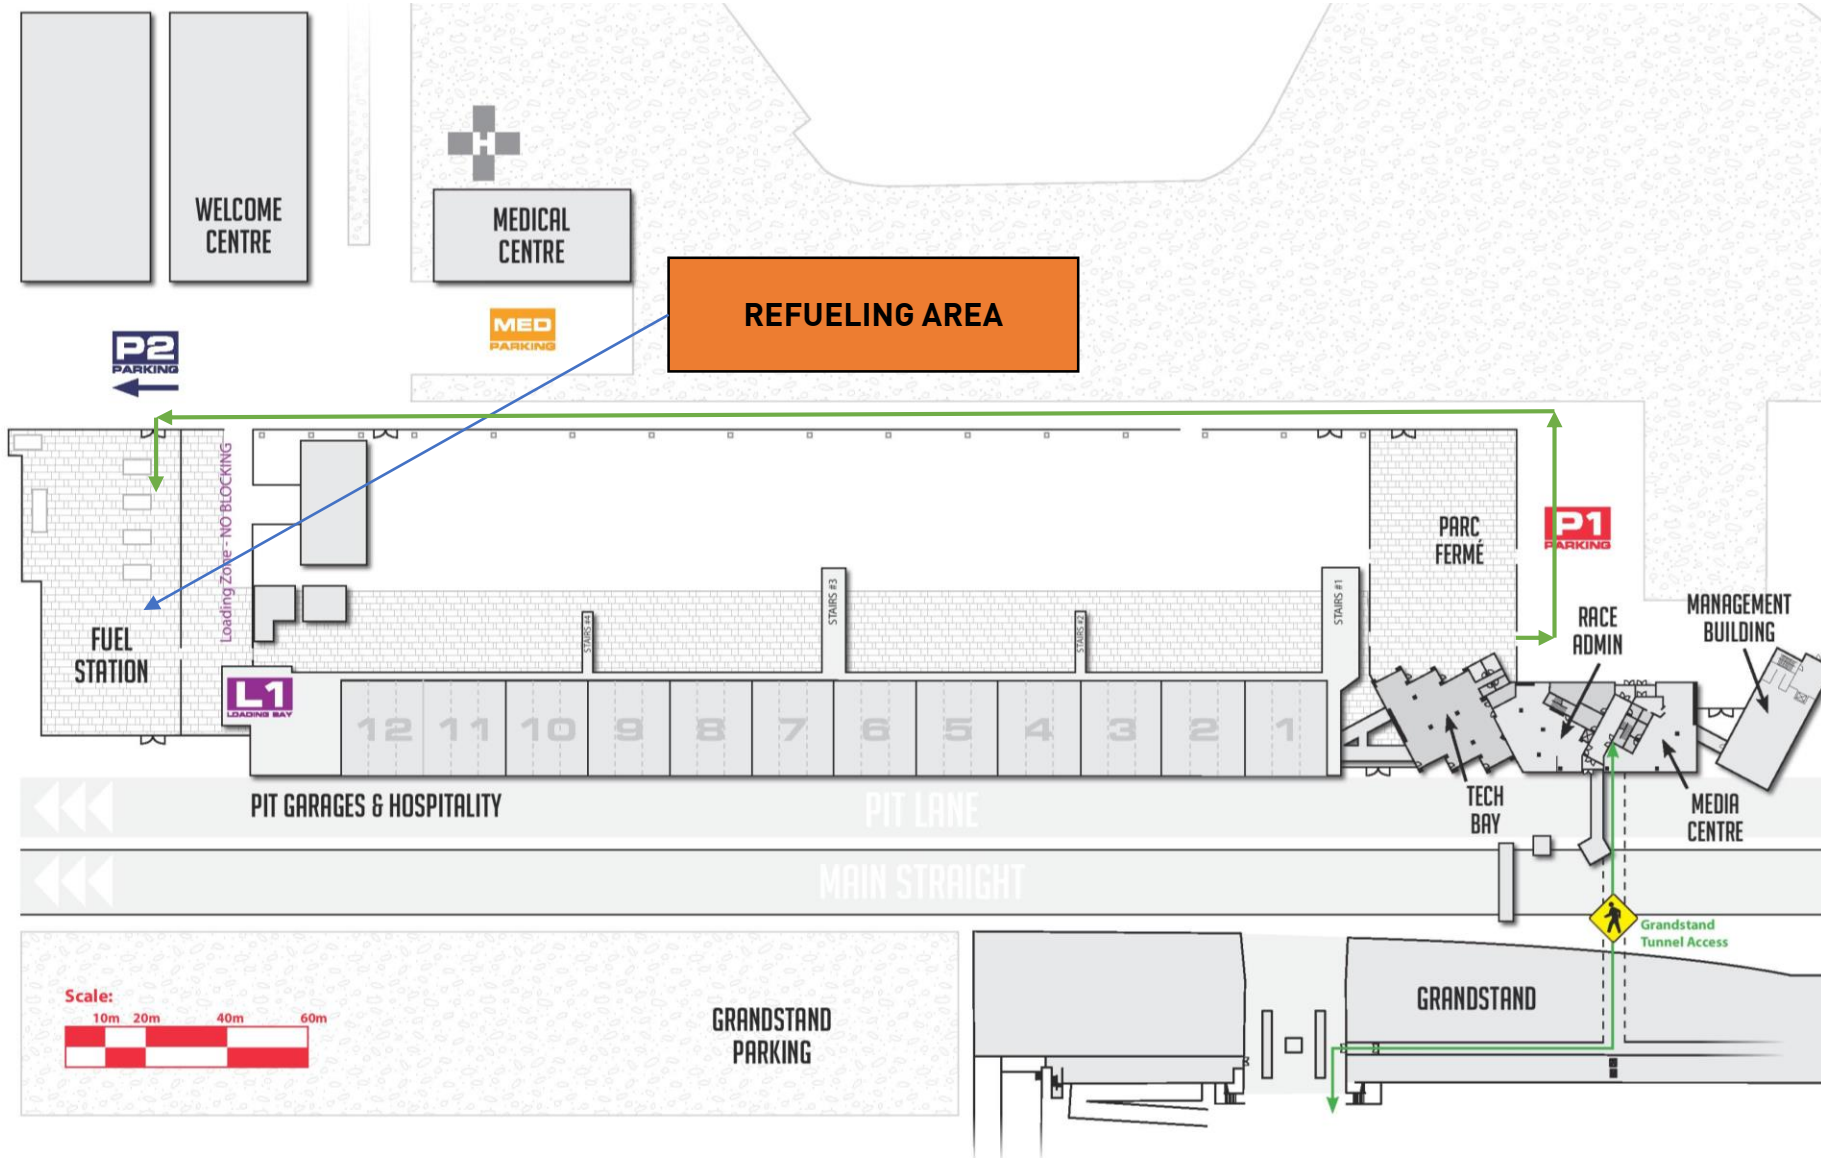 WELCOME
CENTRE
H
MEDICAL
CENTRE
REFUELING AREA
MED
PARKING
P2
PARKING
Loading Zone - NO BLOCKING
PARC
FERMÉ
P1
PARKING
STAIRS #4
STAIRS #3
STAIRS #2
STAIRS #1
RACE
ADMIN
MANAGEMENT
BUILDING
FUEL
STATION
L1
LOADING BAY
12
11
10
9
8
7
6
5
4
3
2
1
PIT GARAGES & HOSPITALITY
PIT LANE
TECH
BAY
MEDIA
CENTRE
MAIN STRAIGHT
Grandstand
Tunnel Access
Scale:
10m 20m 40m 60m
GRANDSTAND
PARKING
GRANDSTAND